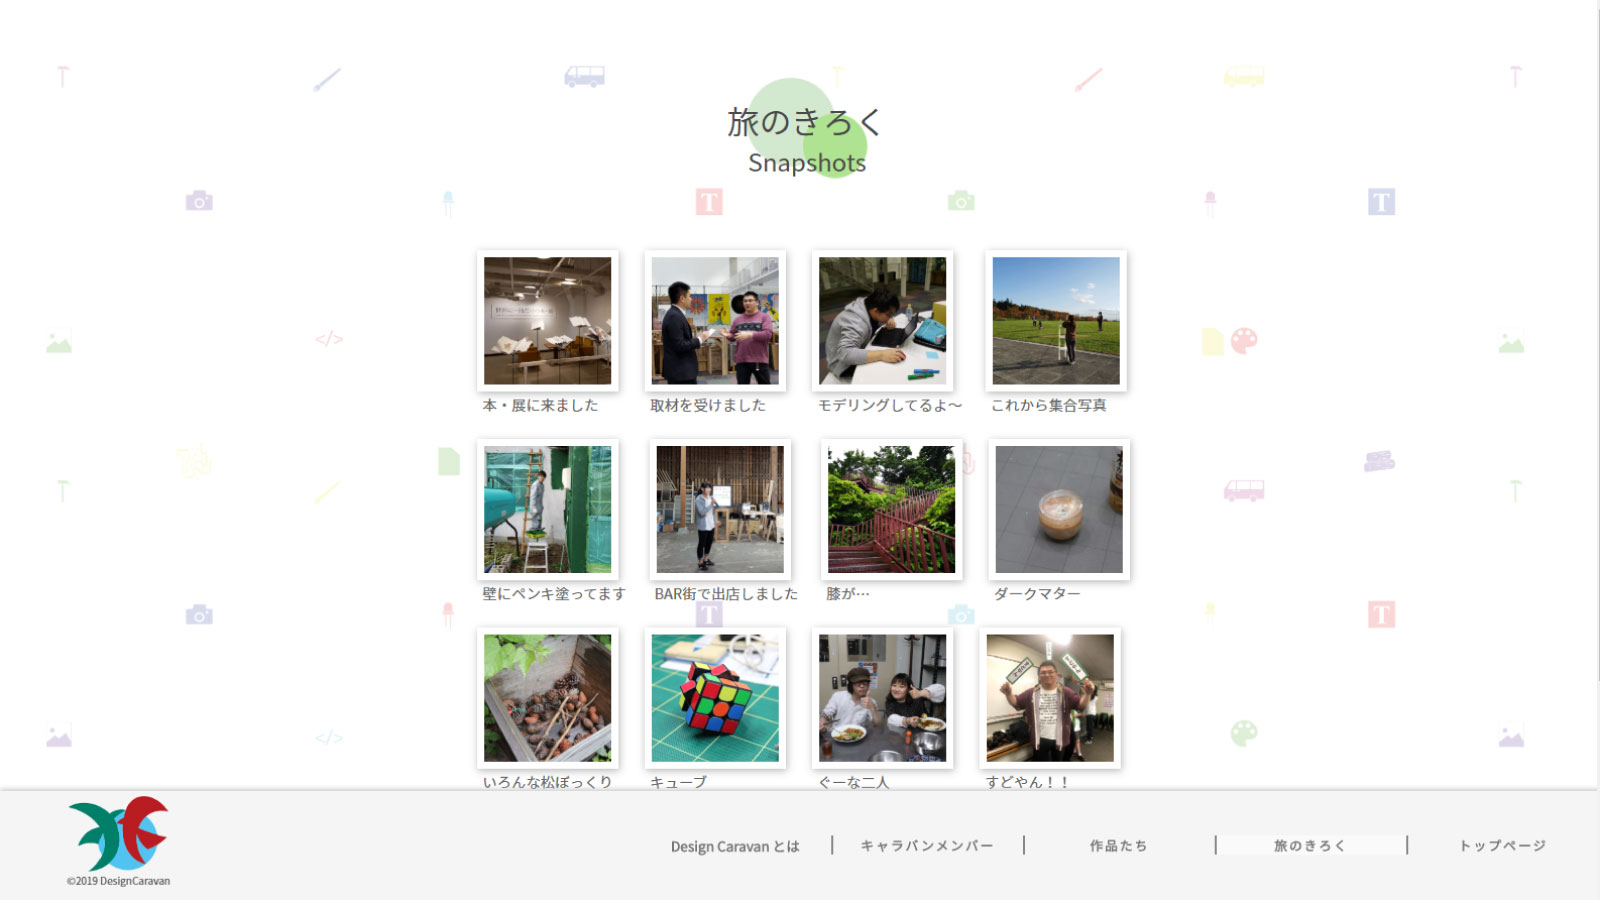 旅のきろく
Snapshots
本・展に来ました
取材を受けました
モデリングしてるよ～
これから集合写真
壁にペンキ塗ってます
BAR街で出店しました
膝が…
ダークマター
いろんな松ぼっくり
キューブ
ぐーな二人
すどやん！！
©2019 DesignCaravan
Design Caravan とは
キャラバンメンバー
作品たち
旅のきろく
トップページ